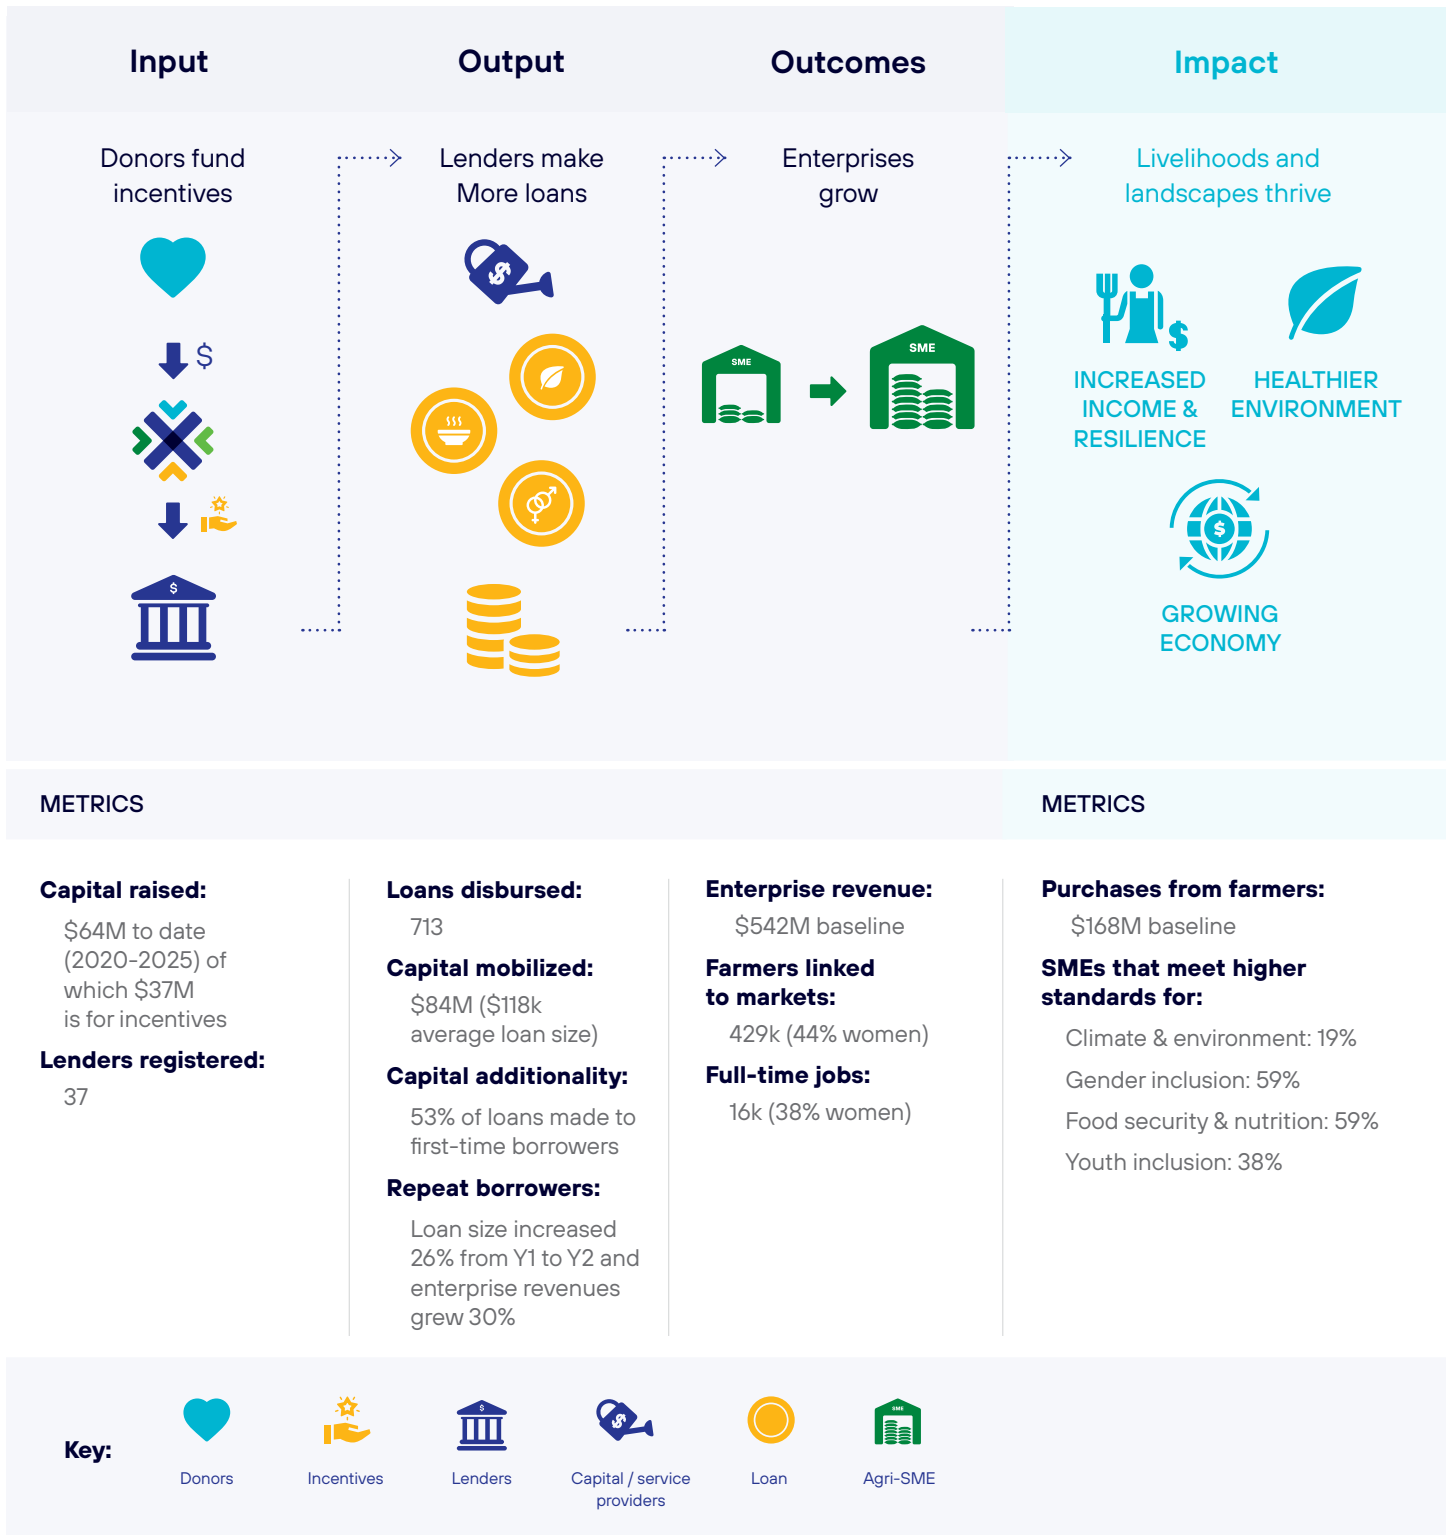 Input
Output
Outcomes
Impact
Donors fund
incentives
$
$
Lenders make
More loans
$
Enterprises
grow
SME
SME
Livelihoods and
landscapes thrive
$
INCREASED
INCOME &
RESILIENCE
HEALTHIER
ENVIRONMENT
$
GROWING
ECONOMY
METRICS
METRICS
Capital raised:
$64M to date
(2020-2025) of
which $37M
is for incentives
Lenders registered:
37
Loans disbursed:
713
Capital mobilized:
$84M ($118k
average loan size)
Capital additionality:
53% of loans made to
first-time borrowers
Repeat borrowers:
Loan size increased
26% from Y1 to Y2 and
enterprise revenues
grew 30%
Enterprise revenue:
$542M baseline
Farmers linked
to markets:
429k (44% women)
Full-time jobs:
16k (38% women)
Purchases from farmers:
$168M baseline
SMEs that meet higher
standards for:
Climate & environment: 19%
Gender inclusion: 59%
Food security & nutrition: 59%
Youth inclusion: 38%
Key:
Donors
Incentives
$
Lenders
$
Capital / service
providers
Loan
SME
Agri-SME